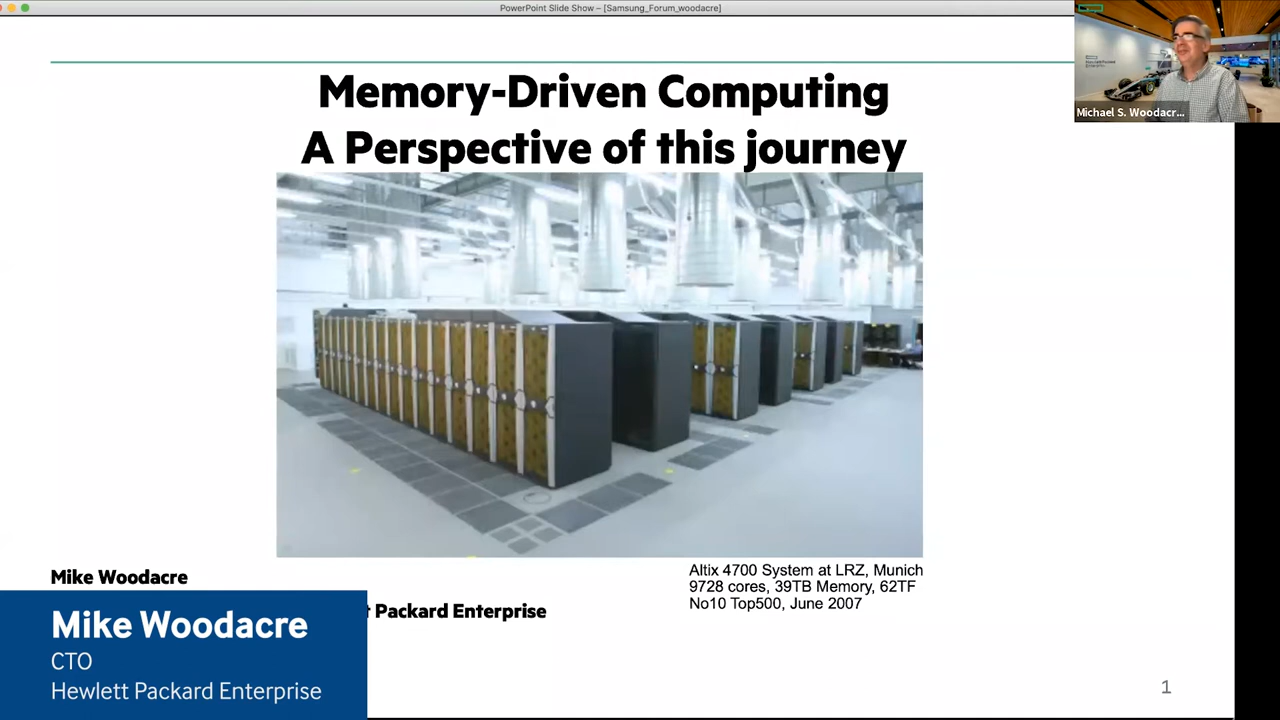 PowerPoint Slide Show – [Samsung_Forum_woodacre]
Michael S. Woodacr...
Memory-Driven Computing
A Perspective of this journey
Altix 4700 System at LRZ, Munich
9728 cores, 39TB Memory, 62TF
No10 Top500, June 2007
Mike Woodacre
Packard Enterprise
Mike Woodacre
CTO
Hewlett Packard Enterprise
1